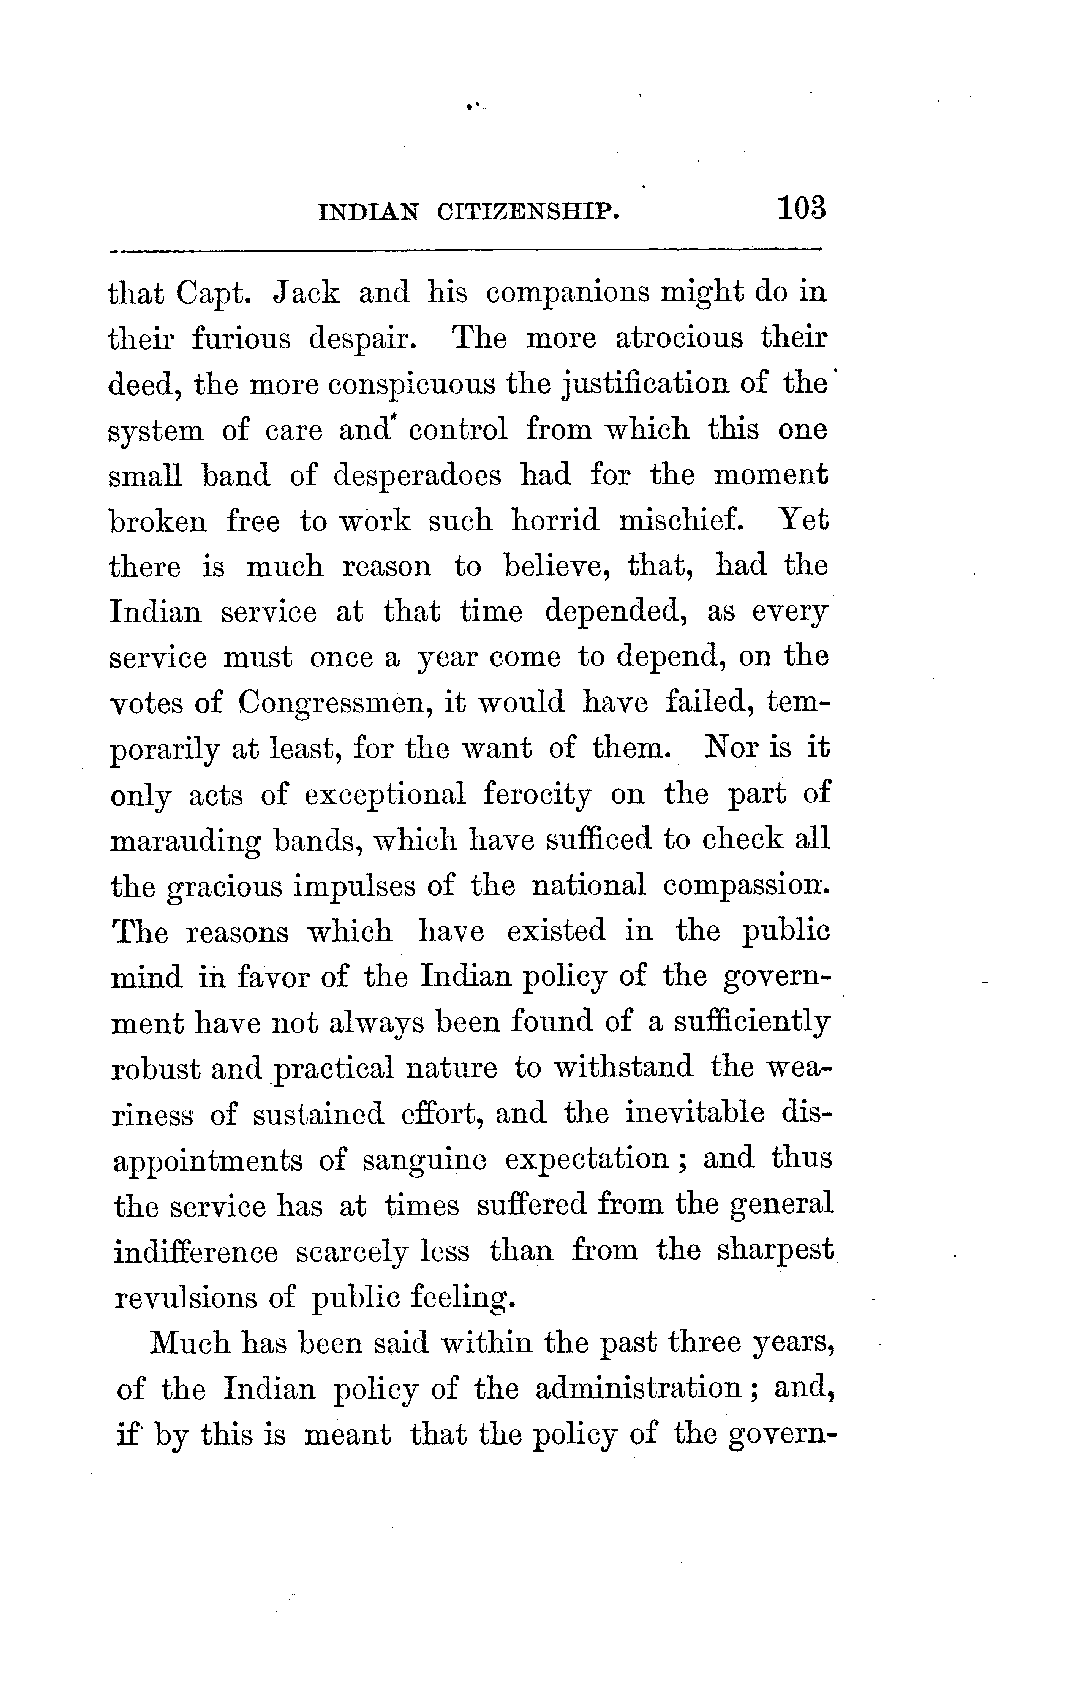 INDIAN CITIZENSHIP. 103
that Capt. Jack and his companions might do in
their furious despair. The more atrocious their
deed, the more conspicuous the justification of the
system of care and control from which this one
small band of desperadoes had for the moment
broken free to work such horrid mischief. Yet
there is much reason to believe, that, had the
Indian service at that time depended, as every
service must once a year come to depend, on the
votes of Congressmen, it would have failed, tem-
porarily at least, for the want of them. Nor is it
only acts of exceptional ferocity on the part of
marauding bands, which have sufficed to check all
the gracious impulses of the national compassion.
The reasons which have existed in the public
mind in favor of the Indian policy of the govern-
ment have not always been found of a sufficiently
robust and practical nature to withstand the wea-
riness of sustained effort, and the inevitable dis-
appointments of sanguine expectation ; and thus
the service has at times suffered from the general
indifference scarcely less than from the sharpest
revulsions of public feeling.
Much has been said within the past three years,
of the Indian policy of the administration ; and,
if by this is meant that the policy of the govern-